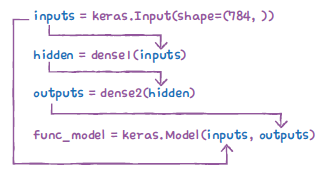 inputs = keras.Input(shape=(784, ))
hidden = dense1(inputs)
outputs = dense2(hidden)
func_model = keras.Model(inputs, outputs)